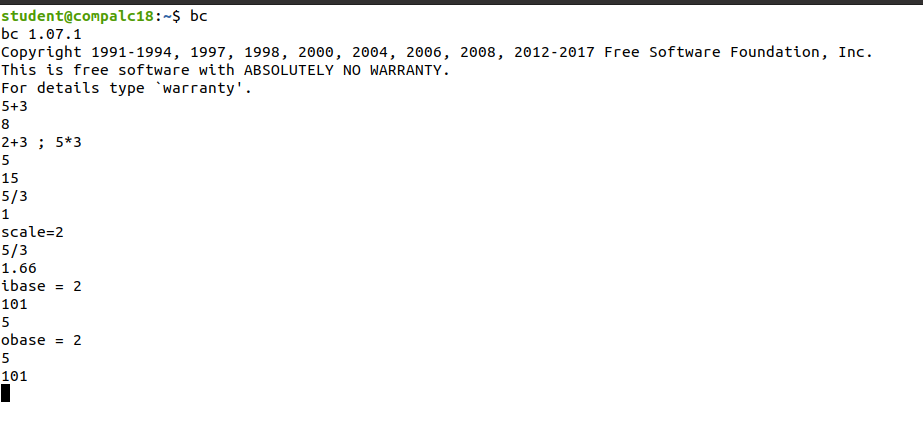 student@compalc18:~$ bc
bc 1.07.1
Copyright 1991-1994, 1997, 1998, 2000, 2004, 2006, 2008, 2012-2017 Free Software Foundation, Inc.
This is free software with ABSOLUTELY NO WARRANTY.
For details type `warranty'.
5+3
8
2+3 ; 5*3
5
15
5/3
1
scale=2
5/3
1.66
ibase = 2
101
5
obase = 2
5
101